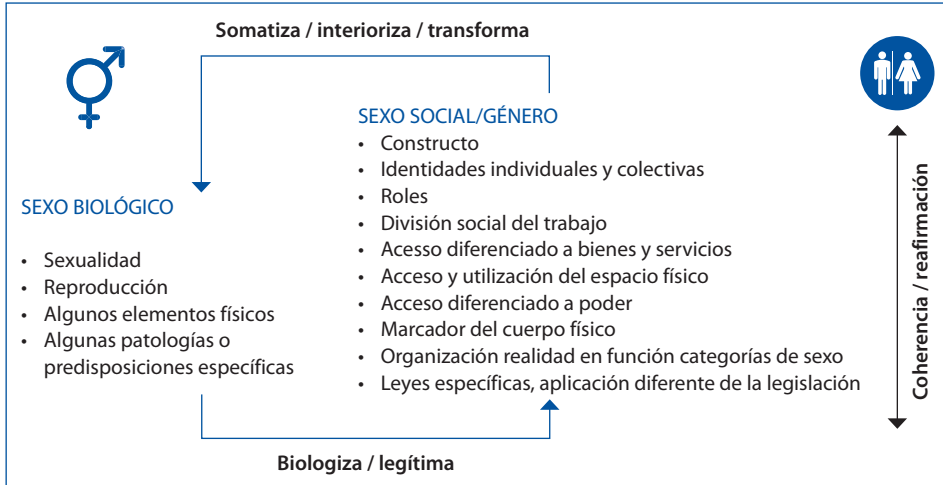 Somatiza / interioriza / transforma
SEXO BIOLÓGICO
• Sexualidad
• Reproducción
• Algunos elementos físicos
• Algunas patologías o
predisposiciones específicas
SEXO SOCIAL/GÉNERO
• Constructo
• Identidades individuales y colectivas
• Roles
• División social del trabajo
• Acesso diferenciado a bienes y servicios
• Acceso y utilización del espacio físico
• Acceso diferenciado a poder
• Marcador del cuerpo físico
• Organización realidad en función categorías de sexo
• Leyes específicas, aplicación diferente de la legislación
Coherencia / reafirmación
Biologiza / legítima